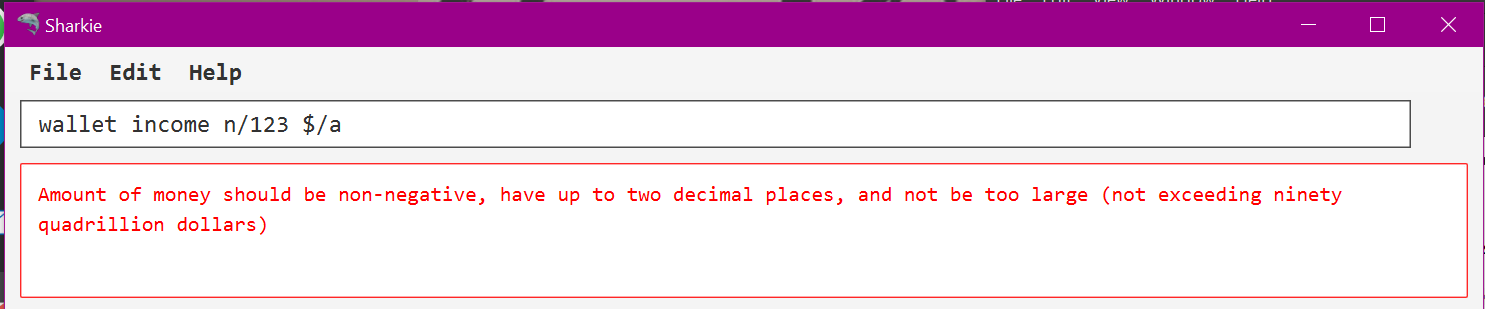 Sharkie
File Edit Help
wallet income n/123 $/a
Amount of money should be non-negative, have up to two decimal places, and not be too large (not exceeding ninety
quadrillion dollars)